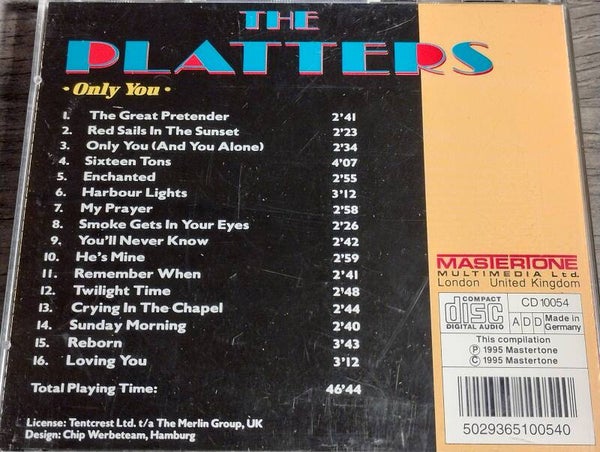 THE
PLATTERS
• Only You •
1. The Great Pretender 2'41
2. Red Sails In The Sunset 2'23
3. Only You (And You Alone) 2'34
4. Sixteen Tons 4'07
5. Enchanted 2'55
6. Harbour Lights 3'12
7. My Prayer 2'58
8. Smoke Gets In Your Eyes 2'26
9. You'll Never Know 2'42
10. He's Mine 2'59
11. Remember When 2'41
12. Twilight Time 2'48
13. Crying In The Chapel 2'44
14. Sunday Morning 2'40
15. Reborn 3'43
16. Loving You 3'12
Total Playing Time: 46'44
License: Tentcrest Ltd. t/a The Merlin Group, UK
Design: Chip Werbeteam, Hamburg
MASTERTONE
MULTIMEDIA Ltd.
London United Kingdom
COMPACT
disc
DIGITAL AUDIO
CD 10054
ADD
Made in
Germany
This compilation
Ⓟ 1995 Mastertone
© 1995 Mastertone
5029365100540